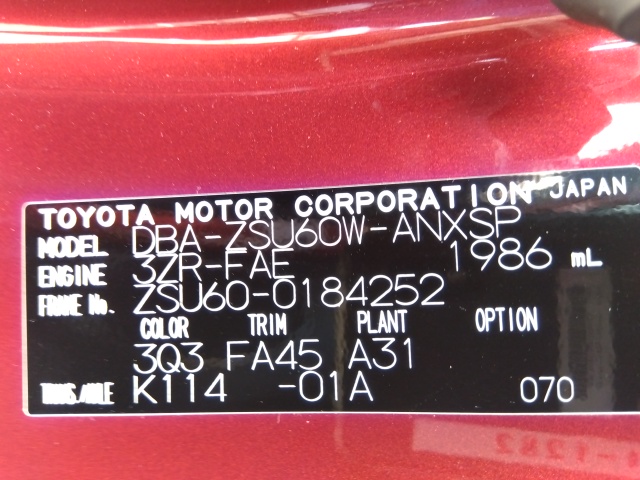 TOYOTA MOTOR CORPORATION JAPAN
MODEL DBA-ZSU60W-ANXSP
ENGINE 3ZR-FAE 1986 mL
FRAME No. ZSU60-0184252
COLOR TRIM PLANT OPTION
3Q3 FA45 A31
TRANS./AXLE K114 -01A 070